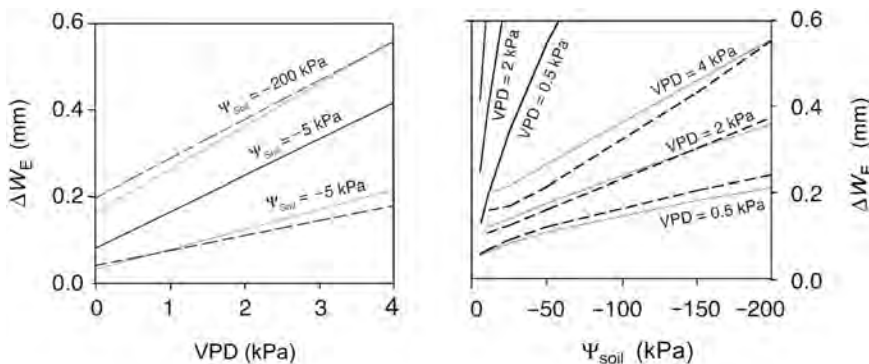 0.6
0.4
0.2
0.0
ΔW_E (mm)
Ψ_Soil = −200 kPa
Ψ_Soil = −5 kPa
Ψ_Soil = −5 kPa
0 1 2 3 4
VPD (kPa)
VPD = 2 kPa
VPD = 0.5 kPa
VPD = 4 kPa
VPD = 2 kPa
VPD = 0.5 kPa
0.6
0.4
0.2
0.0
ΔW_E (mm)
0 −50 −100 −150 −200
Ψ_soil (kPa)